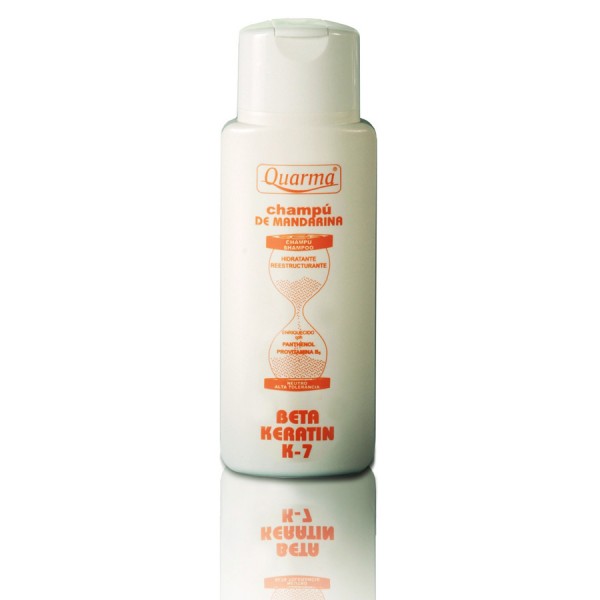 Quarma®
champú
DE MANDARINA
CHAMPU
SHAMPOO
HIDRATANTE
REESTRUCTURANTE
ENRIQUECIDO
con
PANTHENOL
PROVITAMINA B₅
NEUTRO
ALTA TOLERANCIA
BETA
KERATIN
K-7